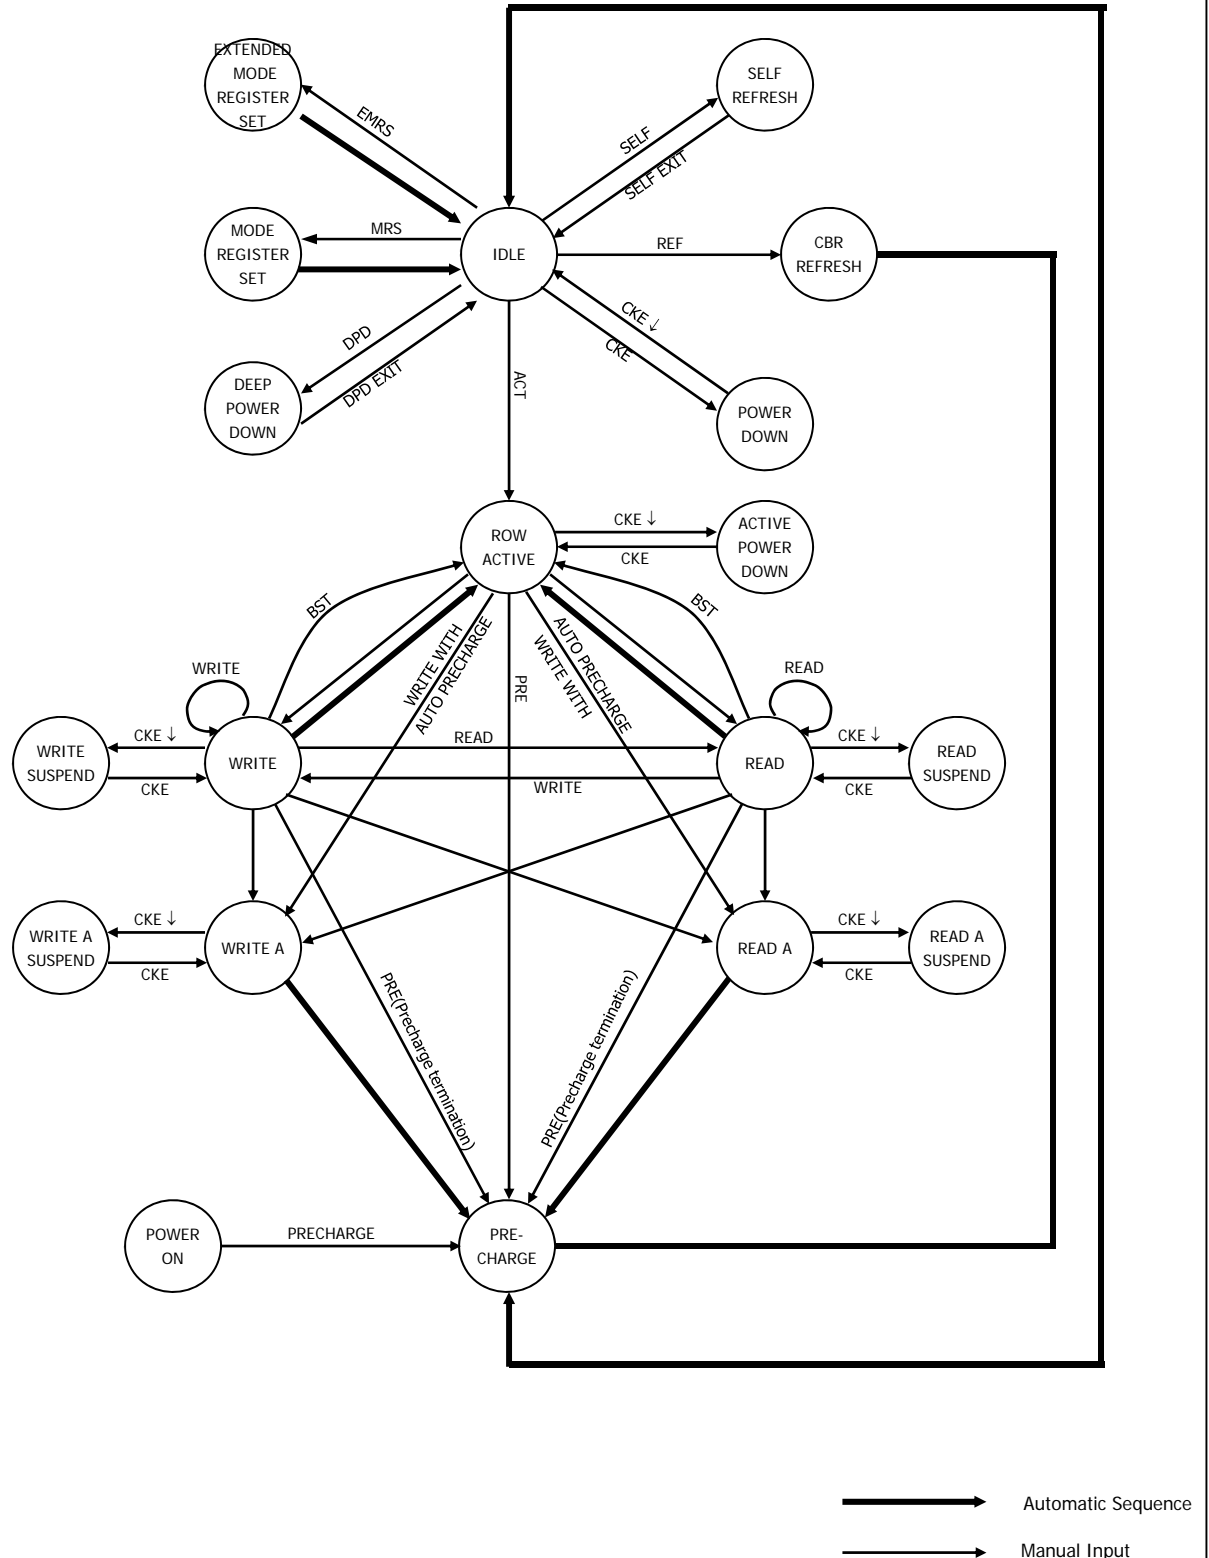 EXTENDED
MODE
REGISTER
SET
EMRS
SELF
REFRESH
SELF
SELF EXIT
MODE
REGISTER
SET
MRS
IDLE
REF
CBR
REFRESH
DPD
DPD EXIT
CKE ↓
CKE
DEEP
POWER
DOWN
ACT
POWER
DOWN
ROW
ACTIVE
CKE ↓
CKE
ACTIVE
POWER
DOWN
BST
BST
WRITE WITH
AUTO PRECHARGE
PRE
AUTO PRECHARGE
WRITE WITH
WRITE
READ
WRITE
SUSPEND
CKE ↓
CKE
WRITE
READ
WRITE
READ
CKE ↓
CKE
READ
SUSPEND
WRITE A
SUSPEND
CKE ↓
CKE
WRITE A
READ A
CKE ↓
CKE
READ A
SUSPEND
PRE(Precharge termination)
PRE(Precharge termination)
POWER
ON
PRECHARGE
PRE-
CHARGE
Automatic Sequence
Manual Input